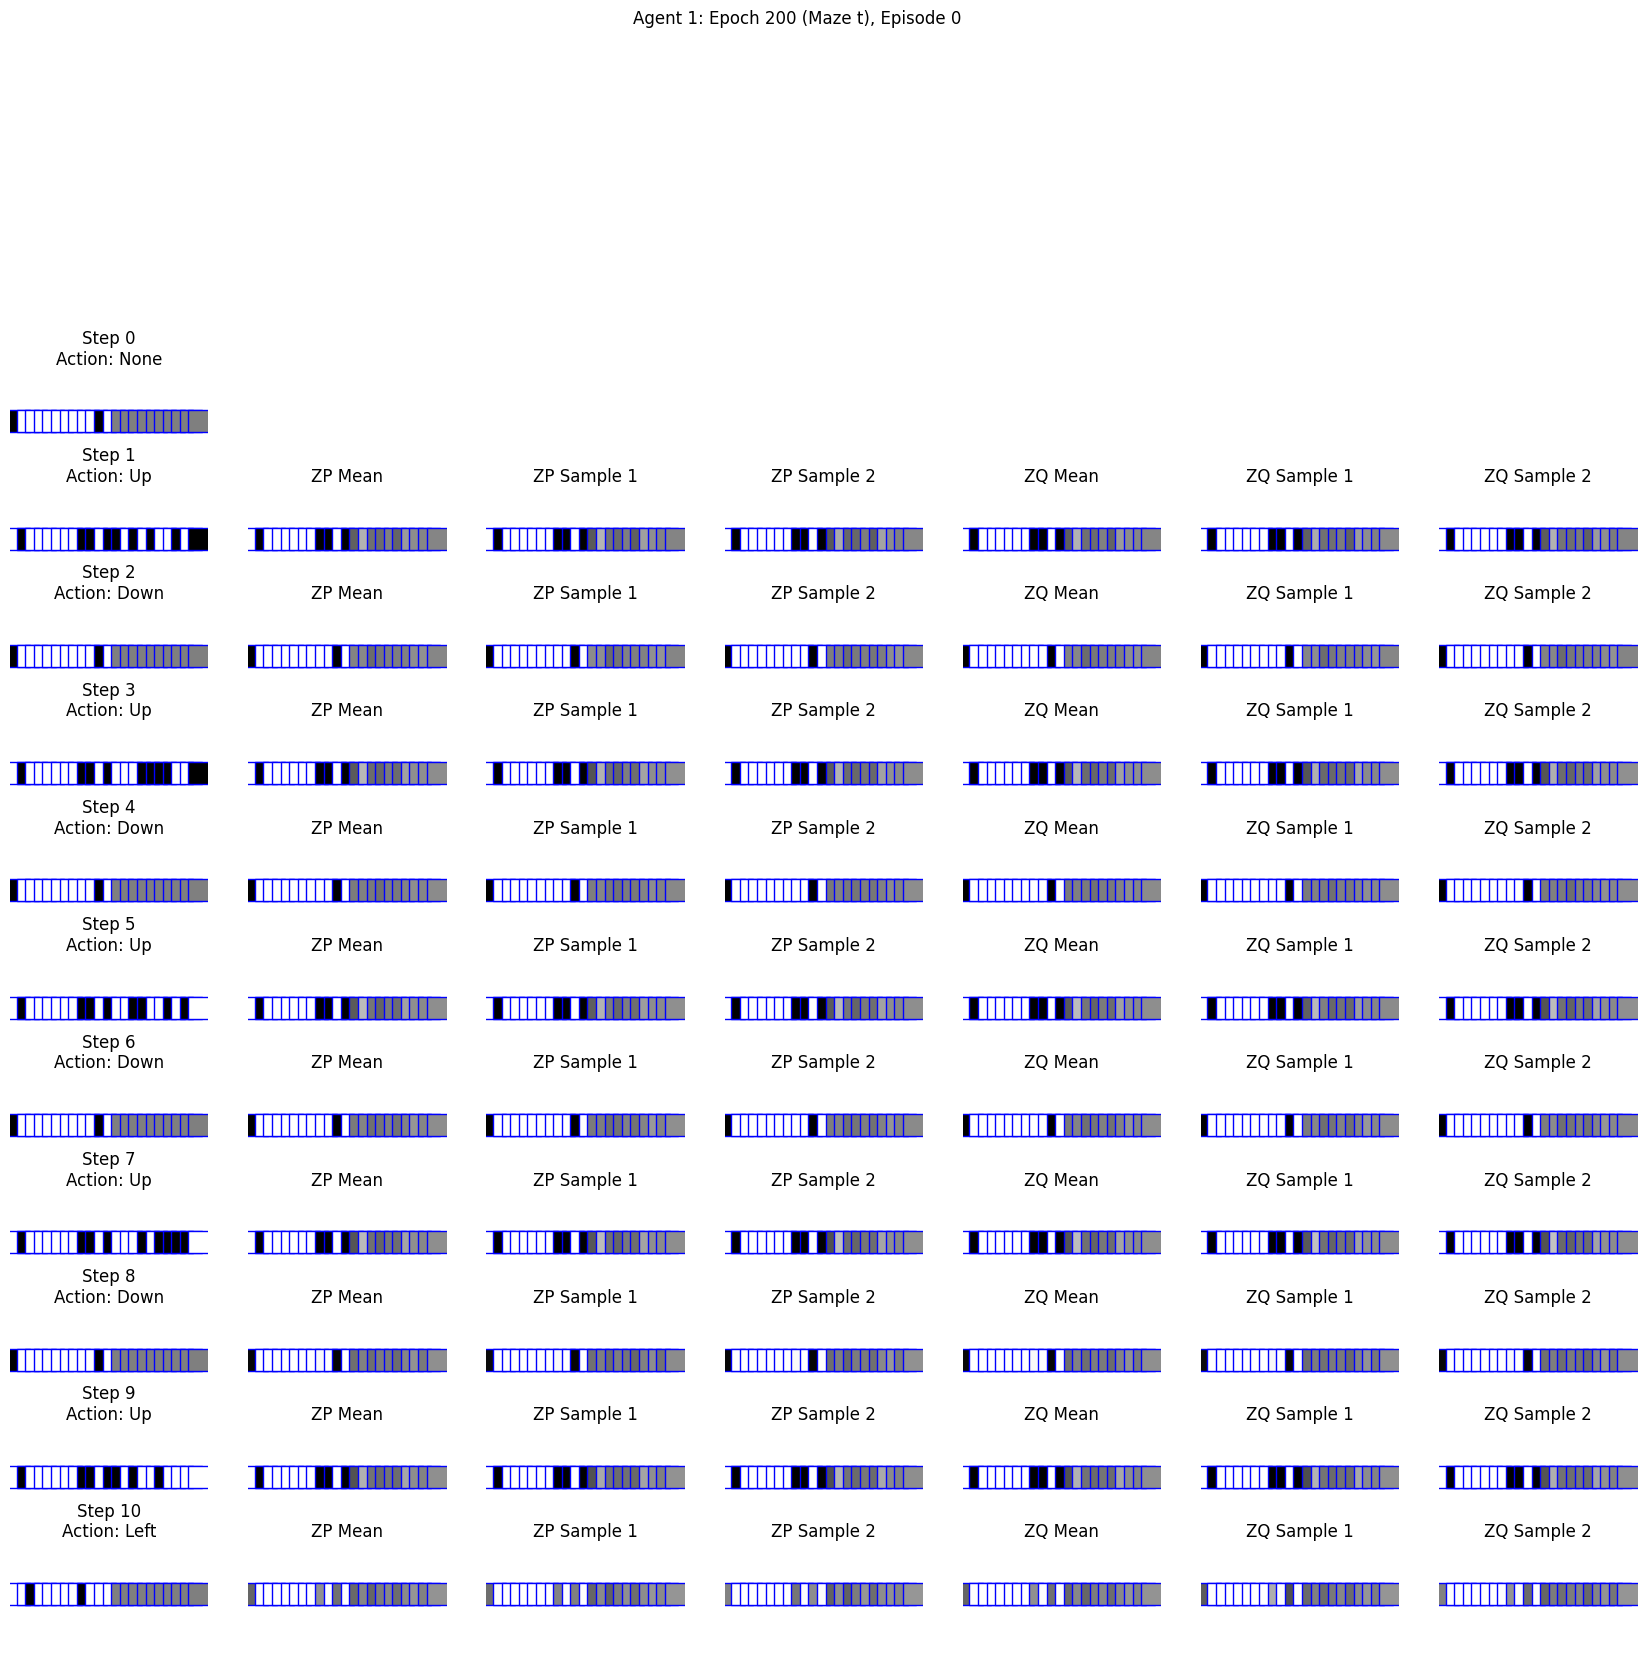 Agent 1: Epoch 200 (Maze t), Episode 0
Step 0
Action: None
Step 1
Action: Up
ZP Mean
ZP Sample 1
ZP Sample 2
ZQ Mean
ZQ Sample 1
ZQ Sample 2
Step 2
Action: Down
ZP Mean
ZP Sample 1
ZP Sample 2
ZQ Mean
ZQ Sample 1
ZQ Sample 2
Step 3
Action: Up
ZP Mean
ZP Sample 1
ZP Sample 2
ZQ Mean
ZQ Sample 1
ZQ Sample 2
Step 4
Action: Down
ZP Mean
ZP Sample 1
ZP Sample 2
ZQ Mean
ZQ Sample 1
ZQ Sample 2
Step 5
Action: Up
ZP Mean
ZP Sample 1
ZP Sample 2
ZQ Mean
ZQ Sample 1
ZQ Sample 2
Step 6
Action: Down
ZP Mean
ZP Sample 1
ZP Sample 2
ZQ Mean
ZQ Sample 1
ZQ Sample 2
Step 7
Action: Up
ZP Mean
ZP Sample 1
ZP Sample 2
ZQ Mean
ZQ Sample 1
ZQ Sample 2
Step 8
Action: Down
ZP Mean
ZP Sample 1
ZP Sample 2
ZQ Mean
ZQ Sample 1
ZQ Sample 2
Step 9
Action: Up
ZP Mean
ZP Sample 1
ZP Sample 2
ZQ Mean
ZQ Sample 1
ZQ Sample 2
Step 10
Action: Left
ZP Mean
ZP Sample 1
ZP Sample 2
ZQ Mean
ZQ Sample 1
ZQ Sample 2